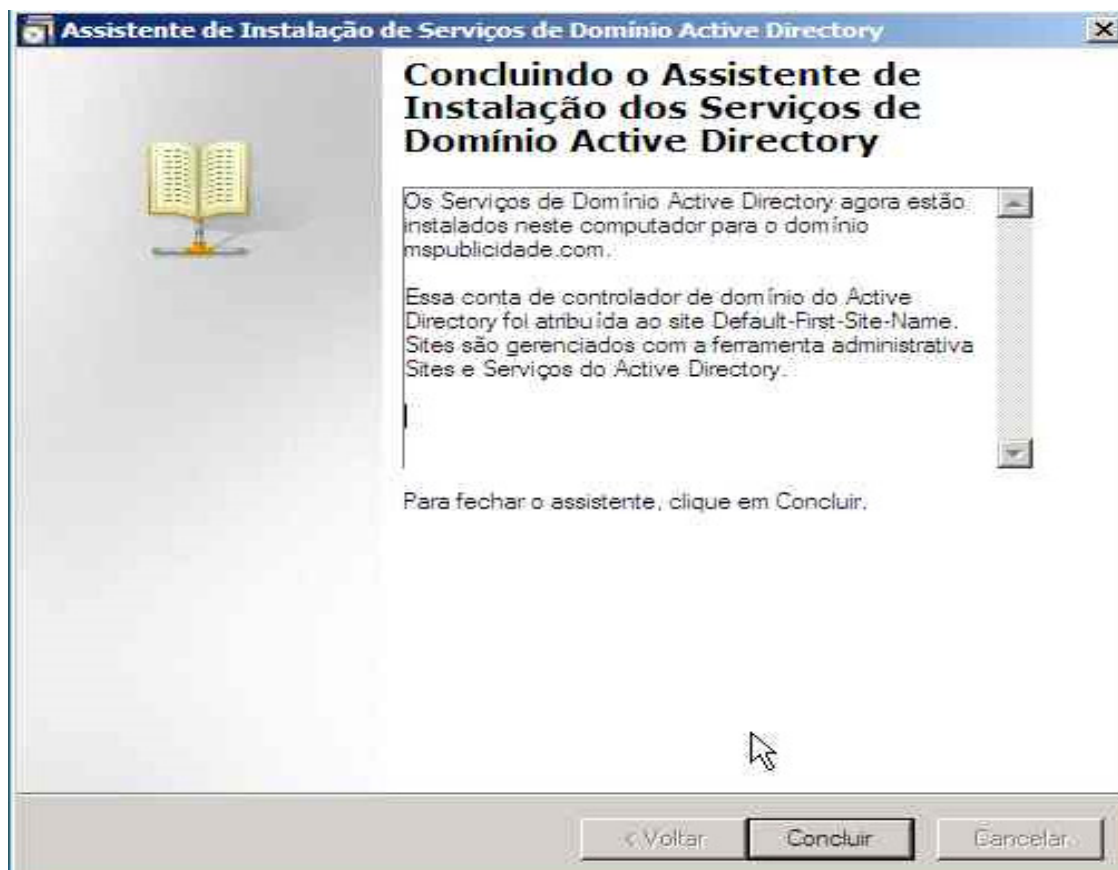 Assistente de Instalação de Serviços de Domínio Active Directory
Concluindo o Assistente de
Instalação dos Serviços de
Domínio Active Directory
Os Serviços de Domínio Active Directory agora estão
instalados neste computador para o domínio
mspublicidade.com.
Essa conta de controlador de domínio do Active
Directory foi atribuída ao site Default-First-Site-Name.
Sites são gerenciados com a ferramenta administrativa
Sites e Serviços do Active Directory.
Para fechar o assistente, clique em Concluir.
< Voltar
Concluir
Cancelar